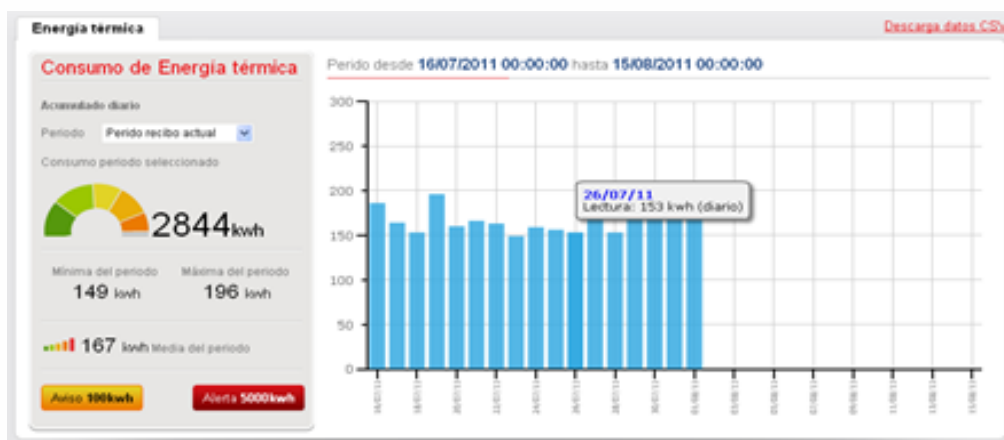 Energía térmica
Descarga datos CSV
Consumo de Energía térmica
Perido desde 16/07/2011 00:00:00 hasta 15/08/2011 00:00:00
Acumulado diario
Periodo Perido recibo actual
Consumo periodo seleccionado
2844 kwh
Mínima del periodo Máxima del periodo
149 kwh 196 kwh
167 kwh Media del periodo
Aviso 100kwh Alerta 5000kwh
300
250
200
150
100
50
0
26/07/11
Lectura: 153 kwh (diario)